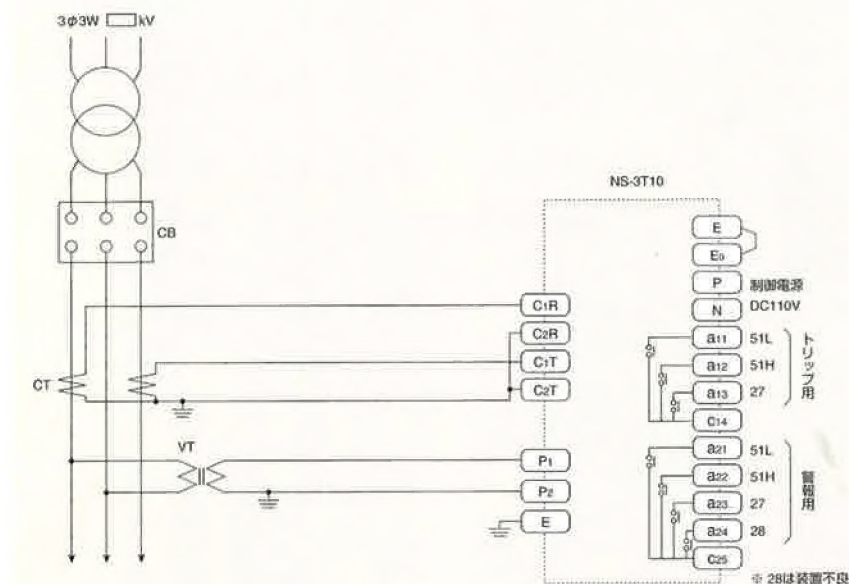 3φ3W kV
CB
CT
VT
NS-3T10
C1R
C2R
C1T
C2T
P1
P2
E
E
E0
P 制御電源
N DC110V
a11 51L
a12 51H
a13 27
c14
トリップ用
a21 51L
a22 51H
a23 27
a24 28
c25
警報用
※ 28は装置不良